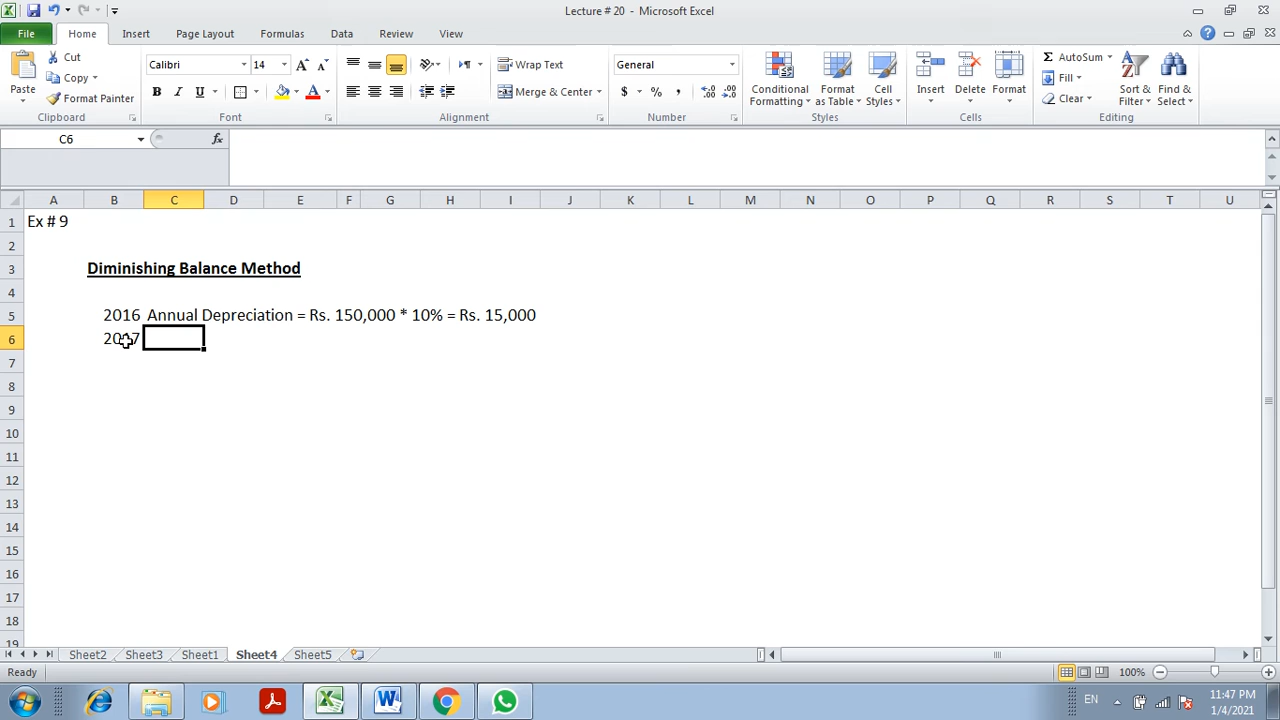 Lecture # 20 - Microsoft Excel
File Home Insert Page Layout Formulas Data Review View
Paste
Cut
Copy
Format Painter
Clipboard
Calibri 14
B I U A A A
Font
Wrap Text
Merge & Center
Alignment
General
$ % ,
Number
Conditional Formatting
Format as Table
Cell Styles
Styles
Insert Delete Format
Cells
Σ AutoSum
Fill
Clear
Sort & Filter
Find & Select
Editing
C6 fx
A B C D E F G H I J K L M N O P Q R S T U
1 Ex # 9
2
3 Diminishing Balance Method
4
5 2016 Annual Depreciation = Rs. 150,000 * 10% = Rs. 15,000
6 2017
7
8
9
10
11
12
13
14
15
16
17
18
19
Sheet2 Sheet3 Sheet1 Sheet4 Sheet5
Ready 100%
EN 11:47 PM
1/4/2021